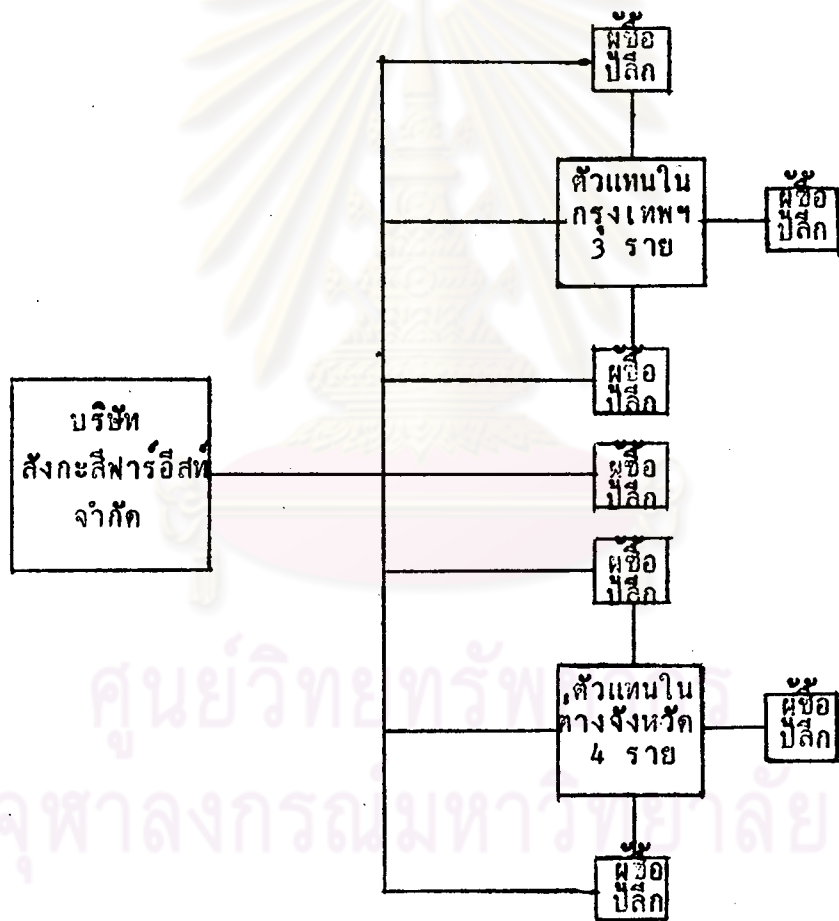 ผู้ซื้อ
ปลีก
ตัวแทนใน
กรุงเทพฯ
3 ราย
ผู้ซื้อ
ปลีก
ผู้ซื้อ
ปลีก
บริษัท
สังกะสีฟาร์อีสท์
จำกัด
ผู้ซื้อ
ปลีก
ผู้ซื้อ
ปลีก
ตัวแทนใน
ต่างจังหวัด
4 ราย
ผู้ซื้อ
ปลีก
ผู้ซื้อ
ปลีก
ศูนย์วิทยทรัพยากร
จุฬาลงกรณ์มหาวิทยาลัย